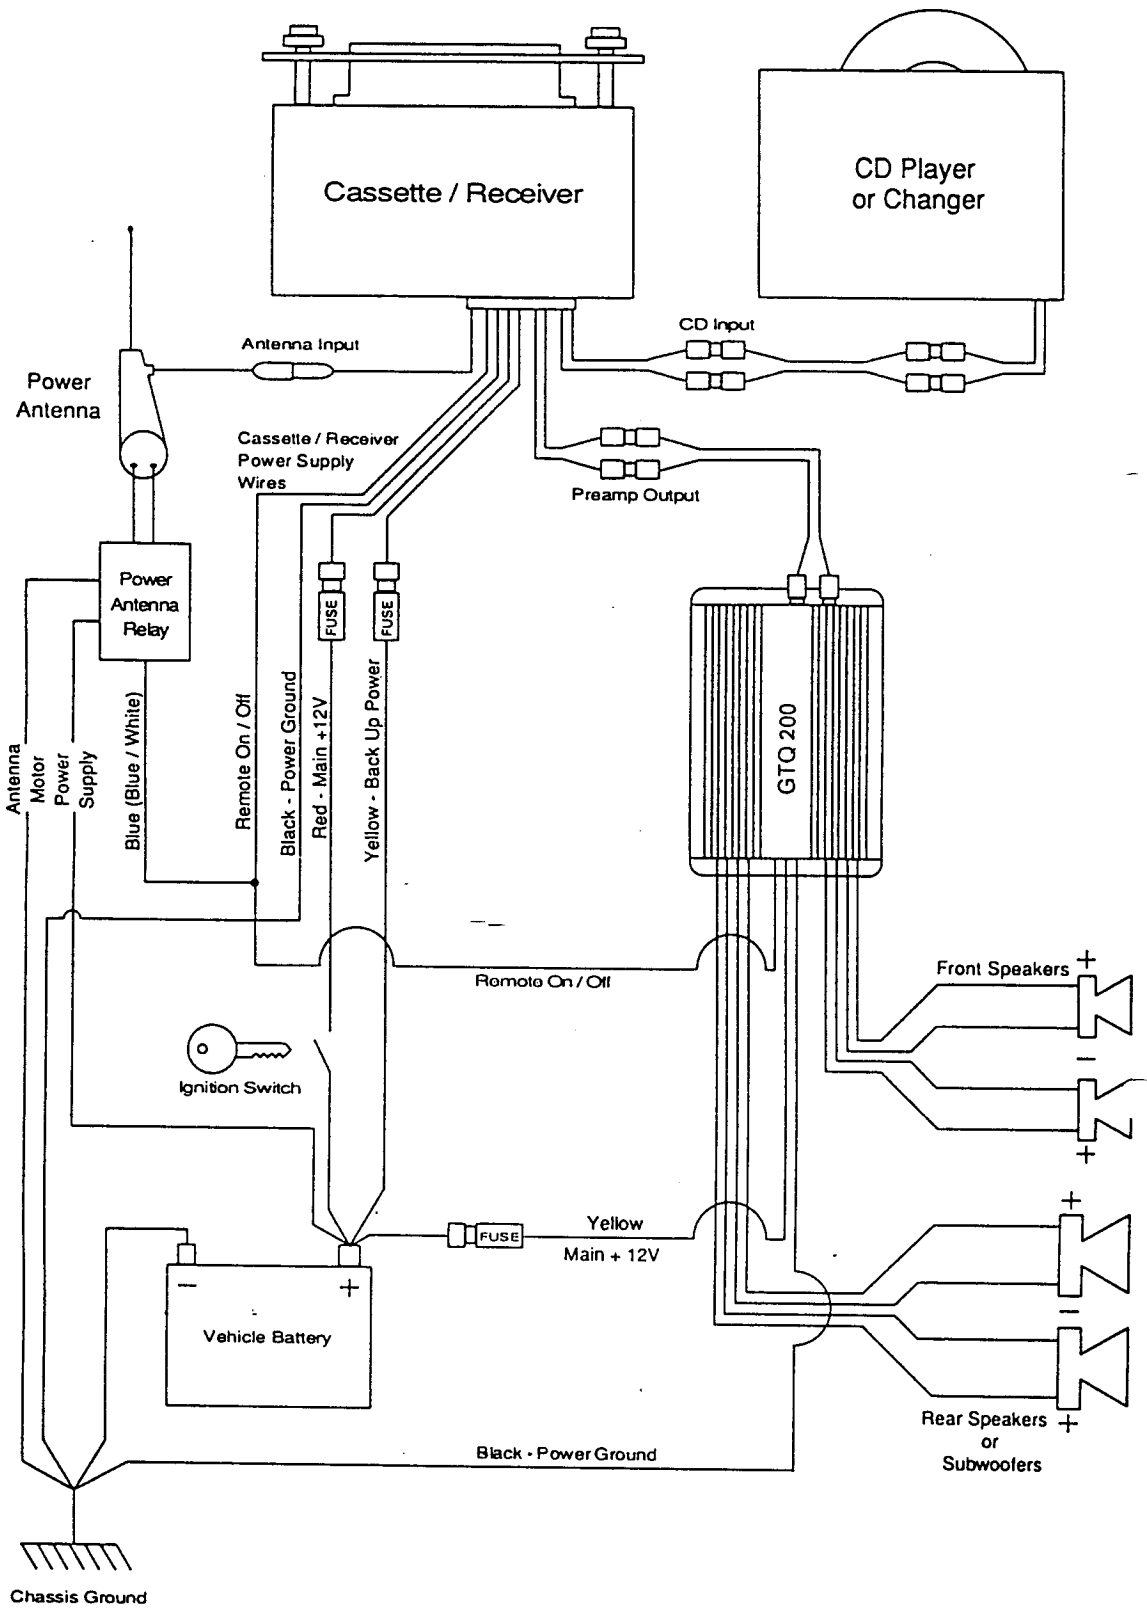 Cassette / Receiver
CD Player
or Changer
CD Input
Antenna Input
Power
Antenna
Cassette / Receiver
Power Supply
Wires
Preamp Output
Power
Antenna
Relay
FUSE
FUSE
Antenna
Motor
Power
Supply
Blue (Blue / White)
Remote On / Off
Black - Power Ground
Red - Main +12V
Yellow - Back Up Power
GTQ 200
Remote On / Off
Front Speakers
+
−
+
Ignition Switch
Yellow
FUSE
Main + 12V
+
−
+
− +
Vehicle Battery
Rear Speakers
or
Subwoofers
Black - Power Ground
Chassis Ground